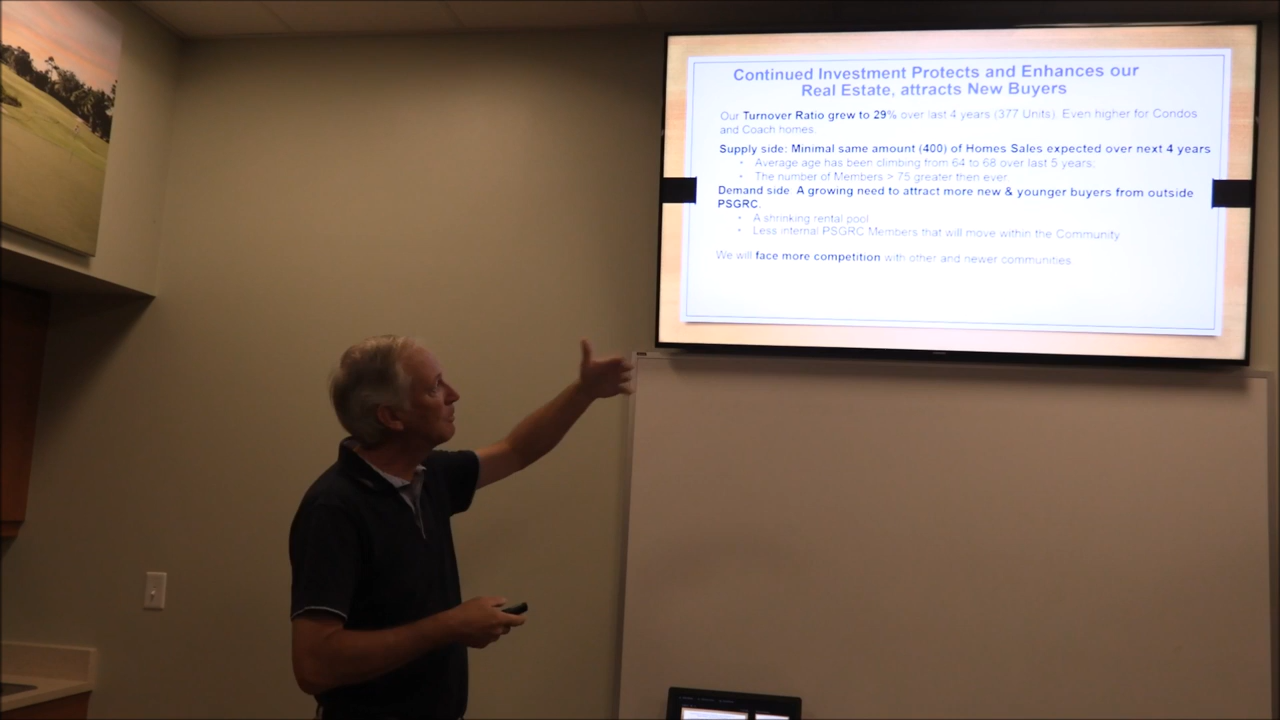 Continued Investment Protects and Enhances our
Real Estate, attracts New Buyers
Our Turnover Ratio grew to 29% over last 4 years (377 Units). Even higher for Condos
and Coach homes.
Supply side: Minimal same amount (400) of Homes Sales expected over next 4 years
• Average age has been climbing from 64 to 68 over last 5 years;
• The number of Members > 75 greater then ever.
Demand side. A growing need to attract more new & younger buyers from outside
PSGRC.
• A shrinking rental pool
• Less internal PSGRC Members that will move within the Community
We will face more competition with other and newer communities